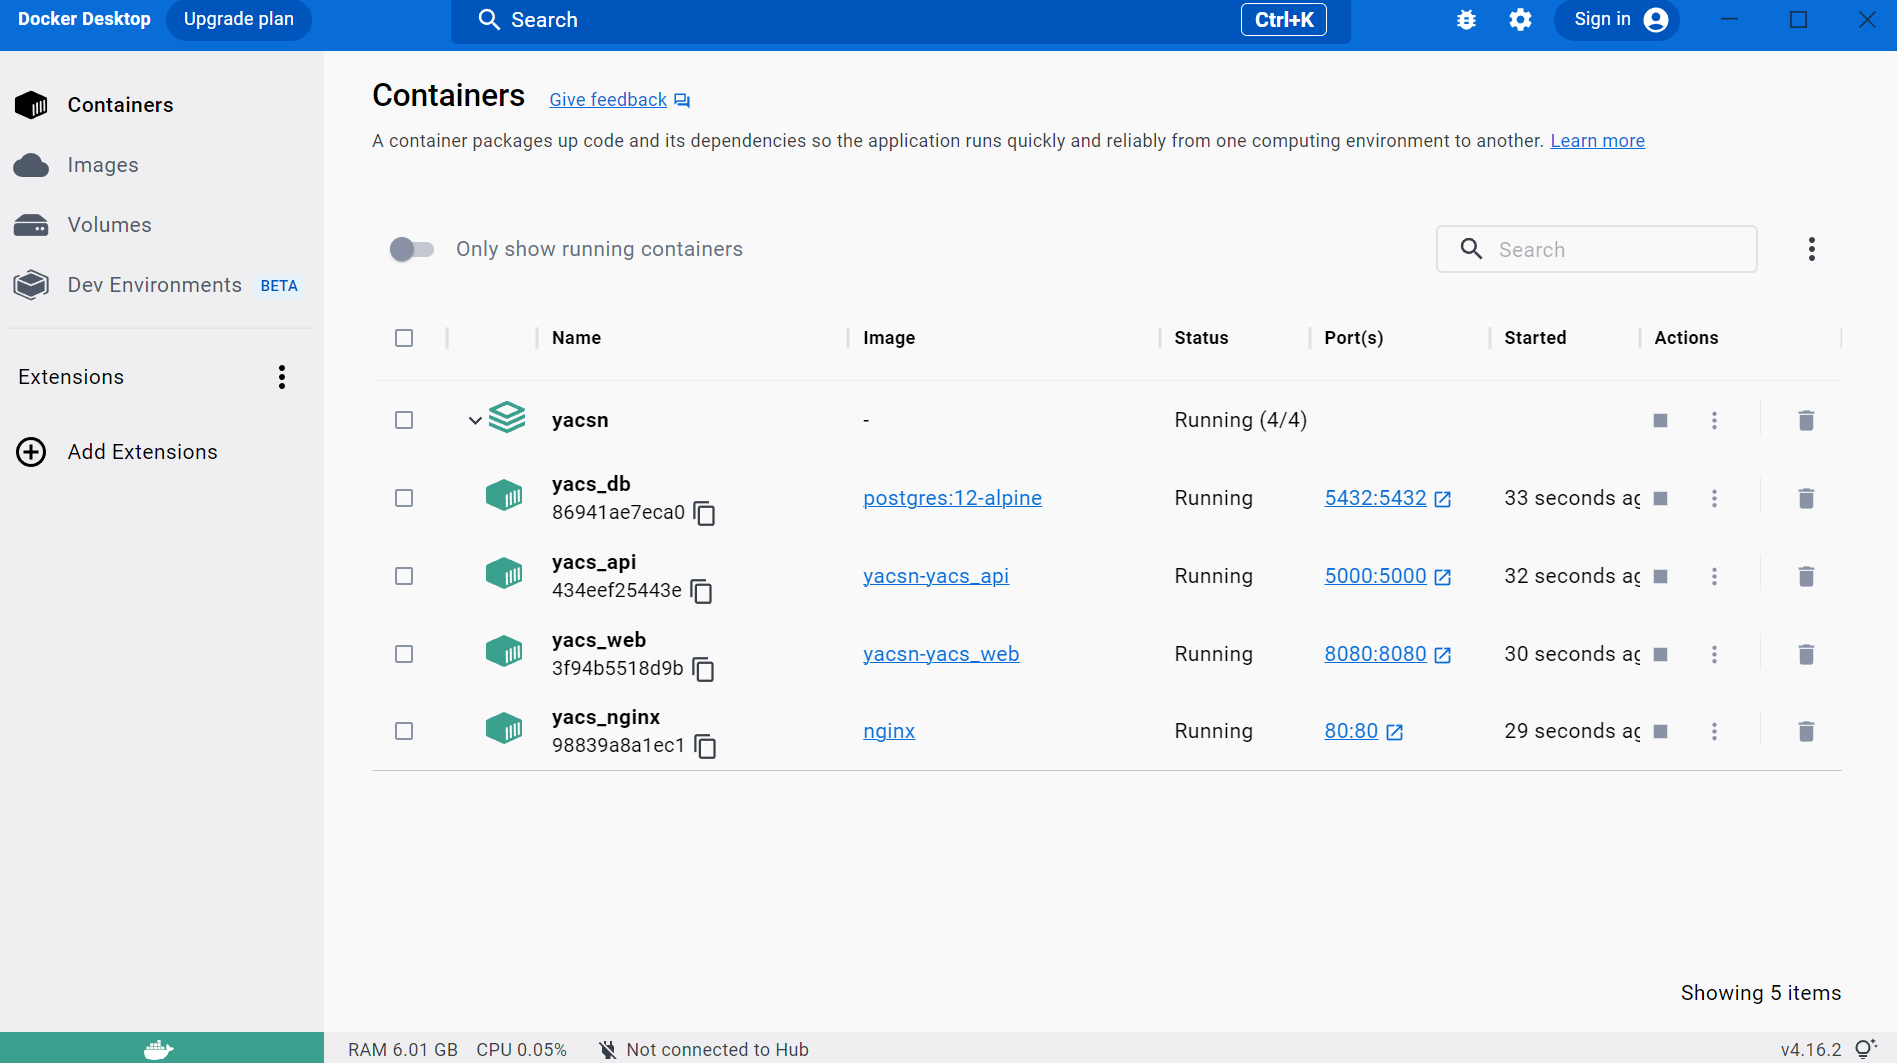 Docker Desktop Upgrade plan Search Ctrl+K Sign in
Containers
Images
Volumes
Dev Environments BETA
Extensions
Add Extensions
Containers Give feedback
A container packages up code and its dependencies so the application runs quickly and reliably from one computing environment to another. Learn more
Only show running containers Search
Name Image Status Port(s) Started Actions
yacsn - Running (4/4)
yacs_db
86941ae7eca0 postgres:12-alpine Running 5432:5432 33 seconds ag
yacs_api
434eef25443e yacsn-yacs_api Running 5000:5000 32 seconds ag
yacs_web
3f94b5518d9b yacsn-yacs_web Running 8080:8080 30 seconds ag
yacs_nginx
98839a8a1ec1 nginx Running 80:80 29 seconds ag
Showing 5 items
RAM 6.01 GB CPU 0.05% Not connected to Hub v4.16.2